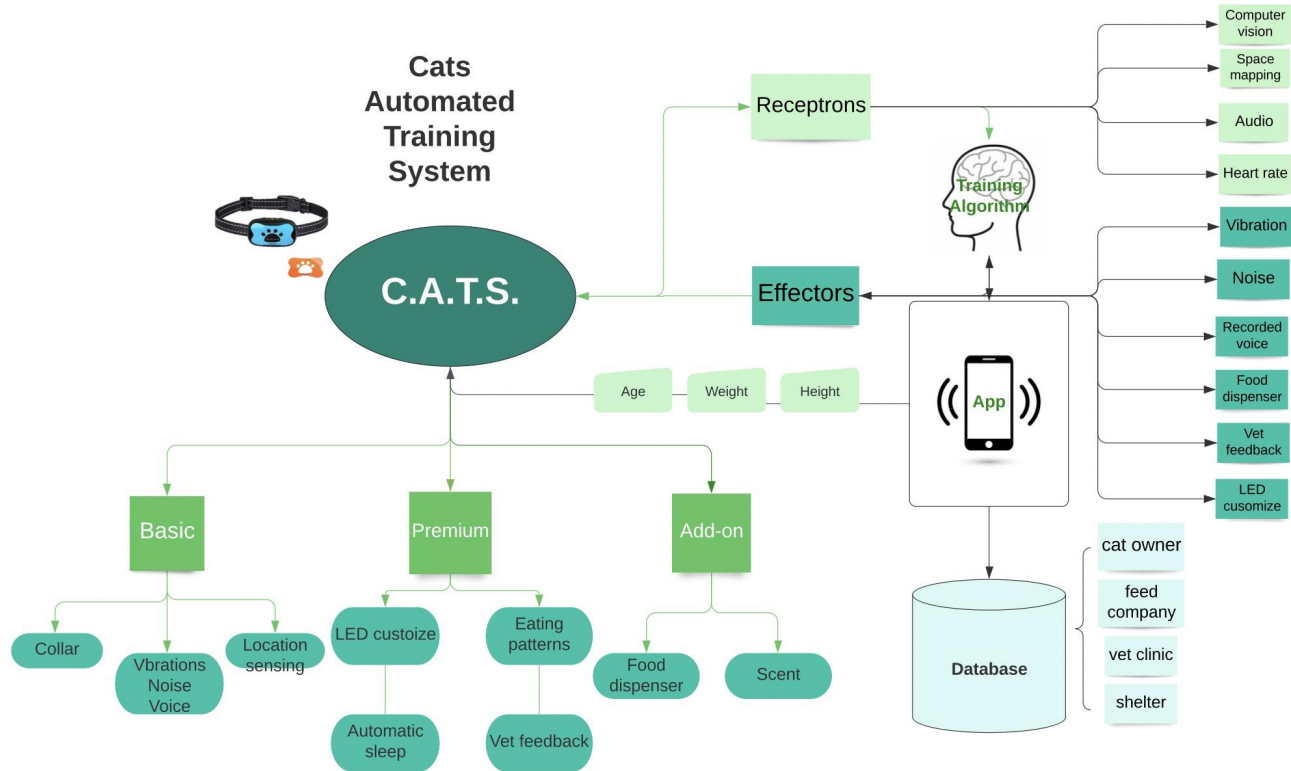 Cats
Automated
Training
System
C.A.T.S.
Receptrons
Computer
vision
Space
mapping
Audio
Heart rate
Training
Algorithm
Effectors
Vibration
Noise
Recorded
voice
Food
dispenser
Vet
feedback
LED
cusomize
Age
Weight
Height
App
Basic
Premium
Add-on
Collar
Vbrations
Noise
Voice
Location
sensing
LED custoize
Automatic
sleep
Eating
patterns
Vet feedback
Food
dispenser
Scent
Database
cat owner
feed
company
vet clinic
shelter